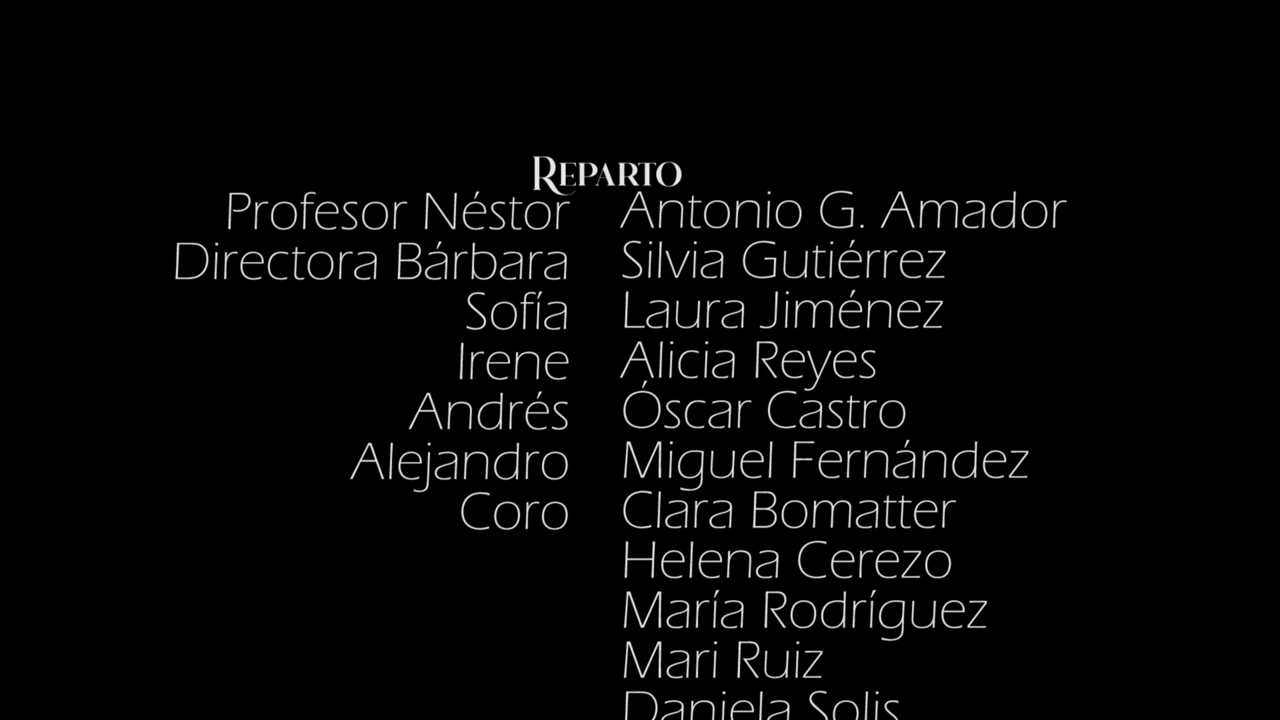 Reparto
Profesor Néstor Antonio G. Amador
Directora Bárbara Silvia Gutiérrez
Sofía Laura Jiménez
Irene Alicia Reyes
Andrés Óscar Castro
Alejandro Miguel Fernández
Coro Clara Bomatter
Helena Cerezo
María Rodríguez
Mari Ruiz
Daniela Solis